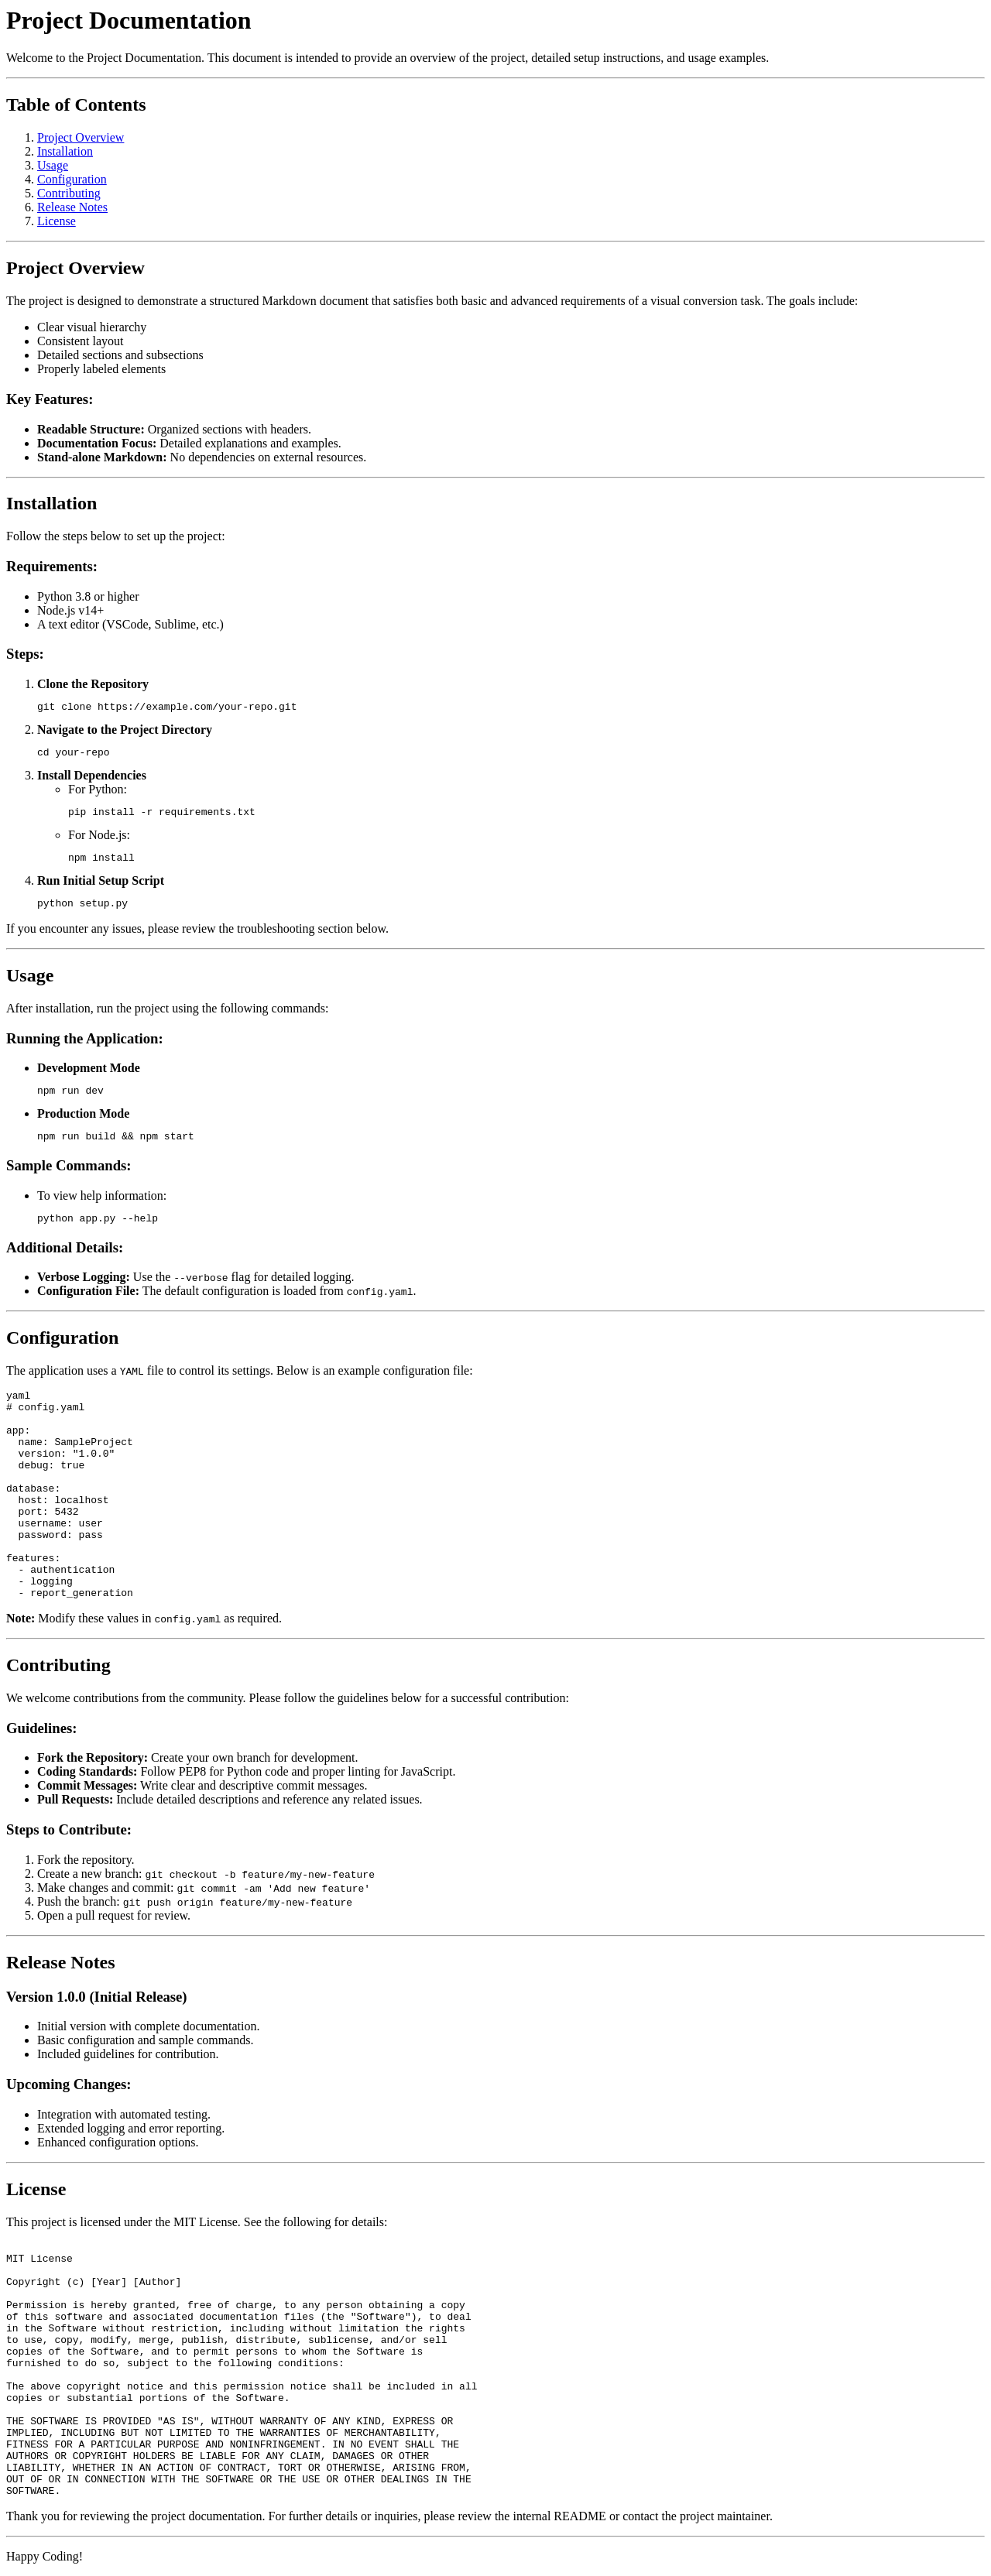 Project Documentation
Welcome to the Project Documentation. This document is intended to provide an overview of the project, detailed setup instructions, and usage examples.
Table of Contents
1. Project Overview
2. Installation
3. Usage
4. Configuration
5. Contributing
6. Release Notes
7. License
Project Overview
The project is designed to demonstrate a structured Markdown document that satisfies both basic and advanced requirements of a visual conversion task. The goals include:
• Clear visual hierarchy
• Consistent layout
• Detailed sections and subsections
• Properly labeled elements
Key Features:
• Readable Structure: Organized sections with headers.
• Documentation Focus: Detailed explanations and examples.
• Stand-alone Markdown: No dependencies on external resources.
Installation
Follow the steps below to set up the project:
Requirements:
• Python 3.8 or higher
• Node.js v14+
• A text editor (VSCode, Sublime, etc.)
Steps:
1. Clone the Repository
git clone https://example.com/your-repo.git
2. Navigate to the Project Directory
cd your-repo
3. Install Dependencies
◦ For Python:
pip install -r requirements.txt
◦ For Node.js:
npm install
4. Run Initial Setup Script
python setup.py
If you encounter any issues, please review the troubleshooting section below.
Usage
After installation, run the project using the following commands:
Running the Application:
• Development Mode
npm run dev
• Production Mode
npm run build && npm start
Sample Commands:
• To view help information:
python app.py --help
Additional Details:
• Verbose Logging: Use the --verbose flag for detailed logging.
• Configuration File: The default configuration is loaded from config.yaml.
Configuration
The application uses a YAML file to control its settings. Below is an example configuration file:
yaml
# config.yaml
app:
  name: SampleProject
  version: "1.0.0"
  debug: true
database:
  host: localhost
  port: 5432
  username: user
  password: pass
features:
  - authentication
  - logging
  - report_generation
Note: Modify these values in config.yaml as required.
Contributing
We welcome contributions from the community. Please follow the guidelines below for a successful contribution:
Guidelines:
• Fork the Repository: Create your own branch for development.
• Coding Standards: Follow PEP8 for Python code and proper linting for JavaScript.
• Commit Messages: Write clear and descriptive commit messages.
• Pull Requests: Include detailed descriptions and reference any related issues.
Steps to Contribute:
1. Fork the repository.
2. Create a new branch: git checkout -b feature/my-new-feature
3. Make changes and commit: git commit -am 'Add new feature'
4. Push the branch: git push origin feature/my-new-feature
5. Open a pull request for review.
Release Notes
Version 1.0.0 (Initial Release)
• Initial version with complete documentation.
• Basic configuration and sample commands.
• Included guidelines for contribution.
Upcoming Changes:
• Integration with automated testing.
• Extended logging and error reporting.
• Enhanced configuration options.
License
This project is licensed under the MIT License. See the following for details:
MIT License
Copyright (c) [Year] [Author]
Permission is hereby granted, free of charge, to any person obtaining a copy
of this software and associated documentation files (the "Software"), to deal
in the Software without restriction, including without limitation the rights
to use, copy, modify, merge, publish, distribute, sublicense, and/or sell
copies of the Software, and to permit persons to whom the Software is
furnished to do so, subject to the following conditions:
The above copyright notice and this permission notice shall be included in all
copies or substantial portions of the Software.
THE SOFTWARE IS PROVIDED "AS IS", WITHOUT WARRANTY OF ANY KIND, EXPRESS OR
IMPLIED, INCLUDING BUT NOT LIMITED TO THE WARRANTIES OF MERCHANTABILITY,
FITNESS FOR A PARTICULAR PURPOSE AND NONINFRINGEMENT. IN NO EVENT SHALL THE
AUTHORS OR COPYRIGHT HOLDERS BE LIABLE FOR ANY CLAIM, DAMAGES OR OTHER
LIABILITY, WHETHER IN AN ACTION OF CONTRACT, TORT OR OTHERWISE, ARISING FROM,
OUT OF OR IN CONNECTION WITH THE SOFTWARE OR THE USE OR OTHER DEALINGS IN THE
SOFTWARE.
Thank you for reviewing the project documentation. For further details or inquiries, please review the internal README or contact the project maintainer.
Happy Coding!